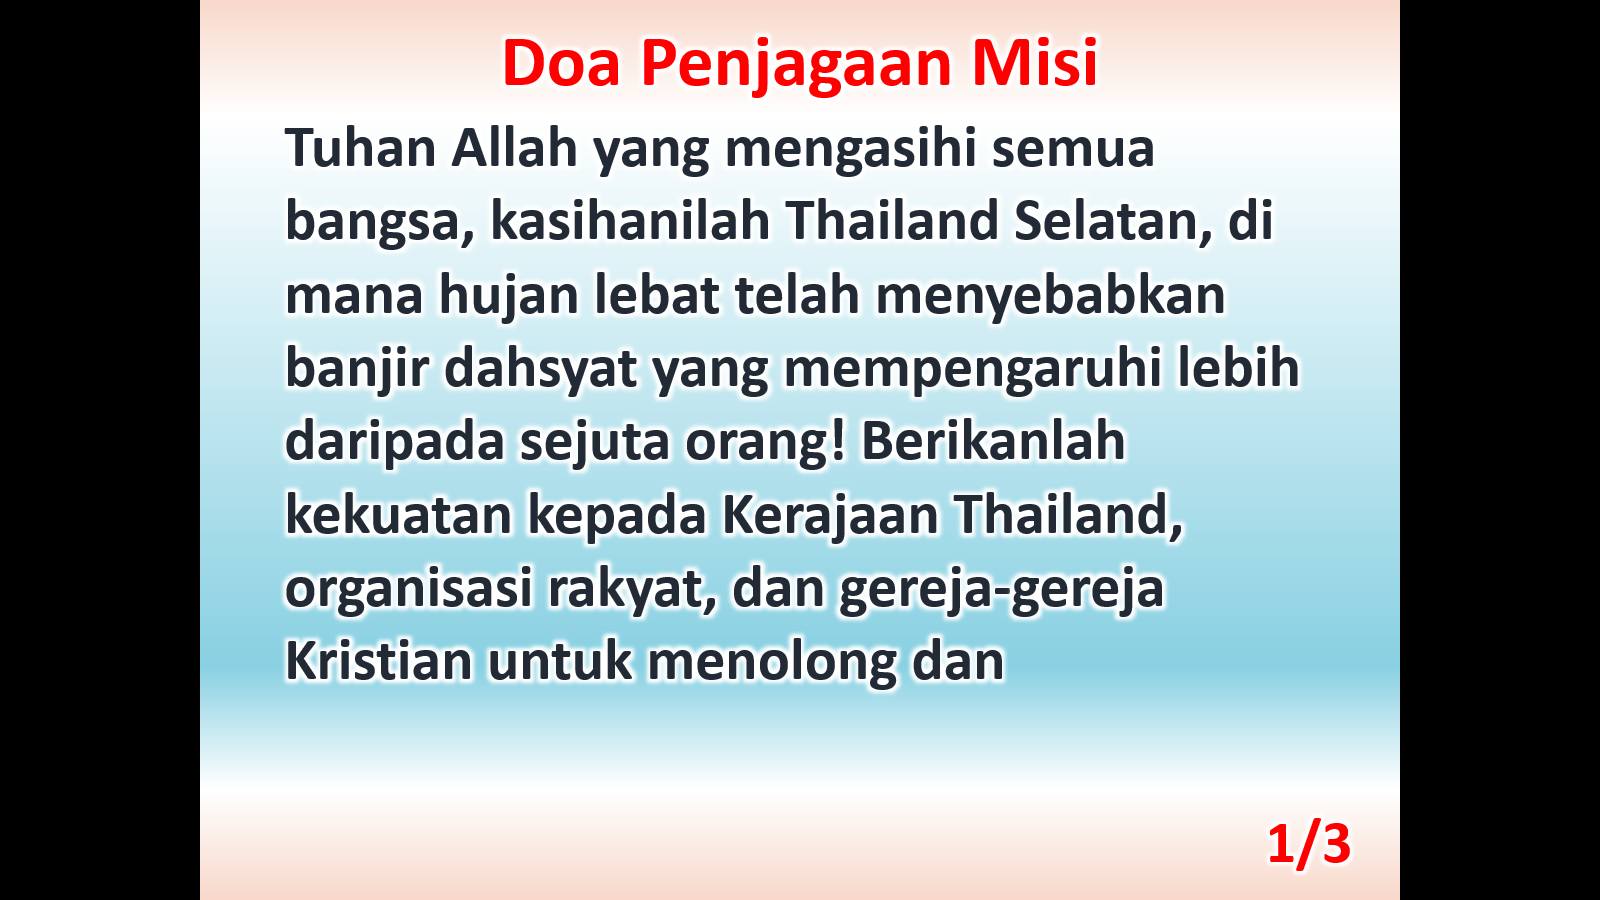 Doa Penjagaan Misi
Tuhan Allah yang mengasihi semua
bangsa, kasihanilah Thailand Selatan, di
mana hujan lebat telah menyebabkan
banjir dahsyat yang mempengaruhi lebih
daripada sejuta orang! Berikanlah
kekuatan kepada Kerajaan Thailand,
organisasi rakyat, dan gereja-gereja
Kristian untuk menolong dan
1/3